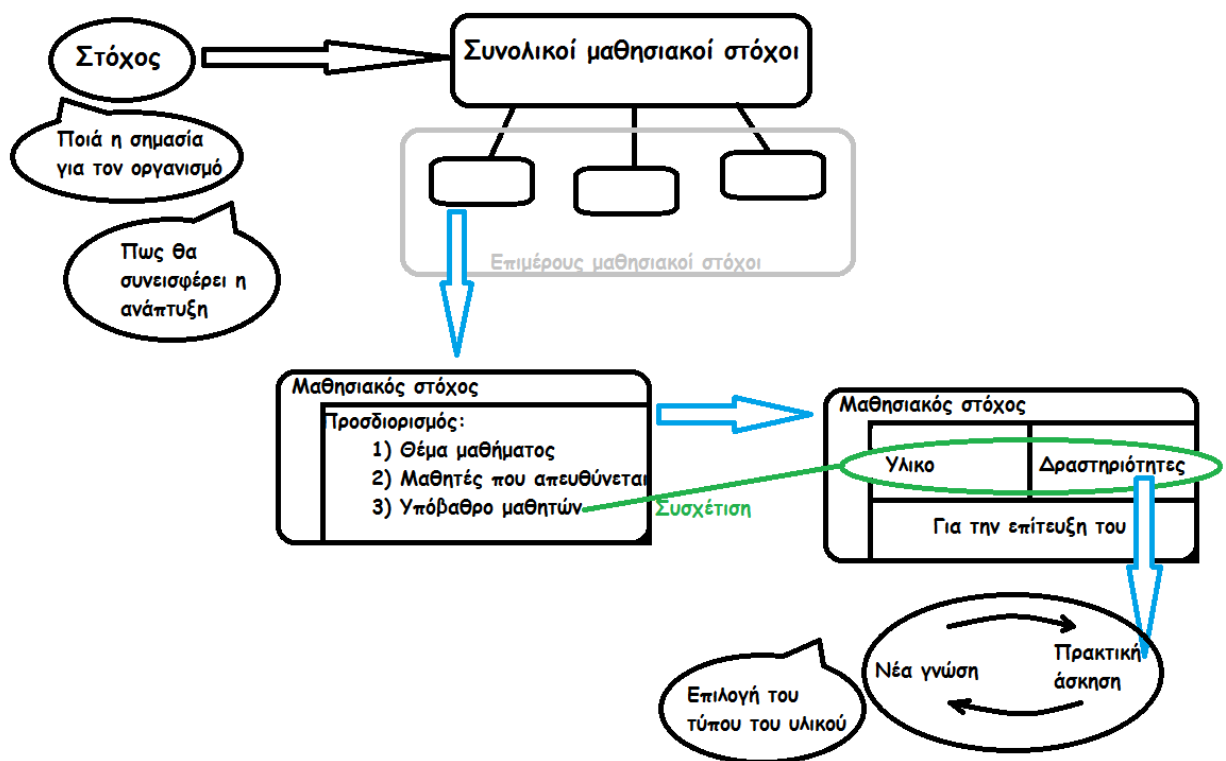 Στόχος
Συνολικοί μαθησιακοί στόχοι
Ποιά η σημασία
για τον οργανισμό
Πως θα
συνεισφέρει η
ανάπτυξη
Επιμέρους μαθησιακοί στόχοι
Μαθησιακός στόχος
Προσδιορισμός:
1) Θέμα μαθήματος
2) Μαθητές που απευθύνεται
3) Υπόβαθρο μαθητών
Συσχέτιση
Μαθησιακός στόχος
Υλικο
Δραστηριότητες
Για την επίτευξη του
Νέα γνώση
Πρακτική
άσκηση
Επιλογή του
τύπου του υλικού